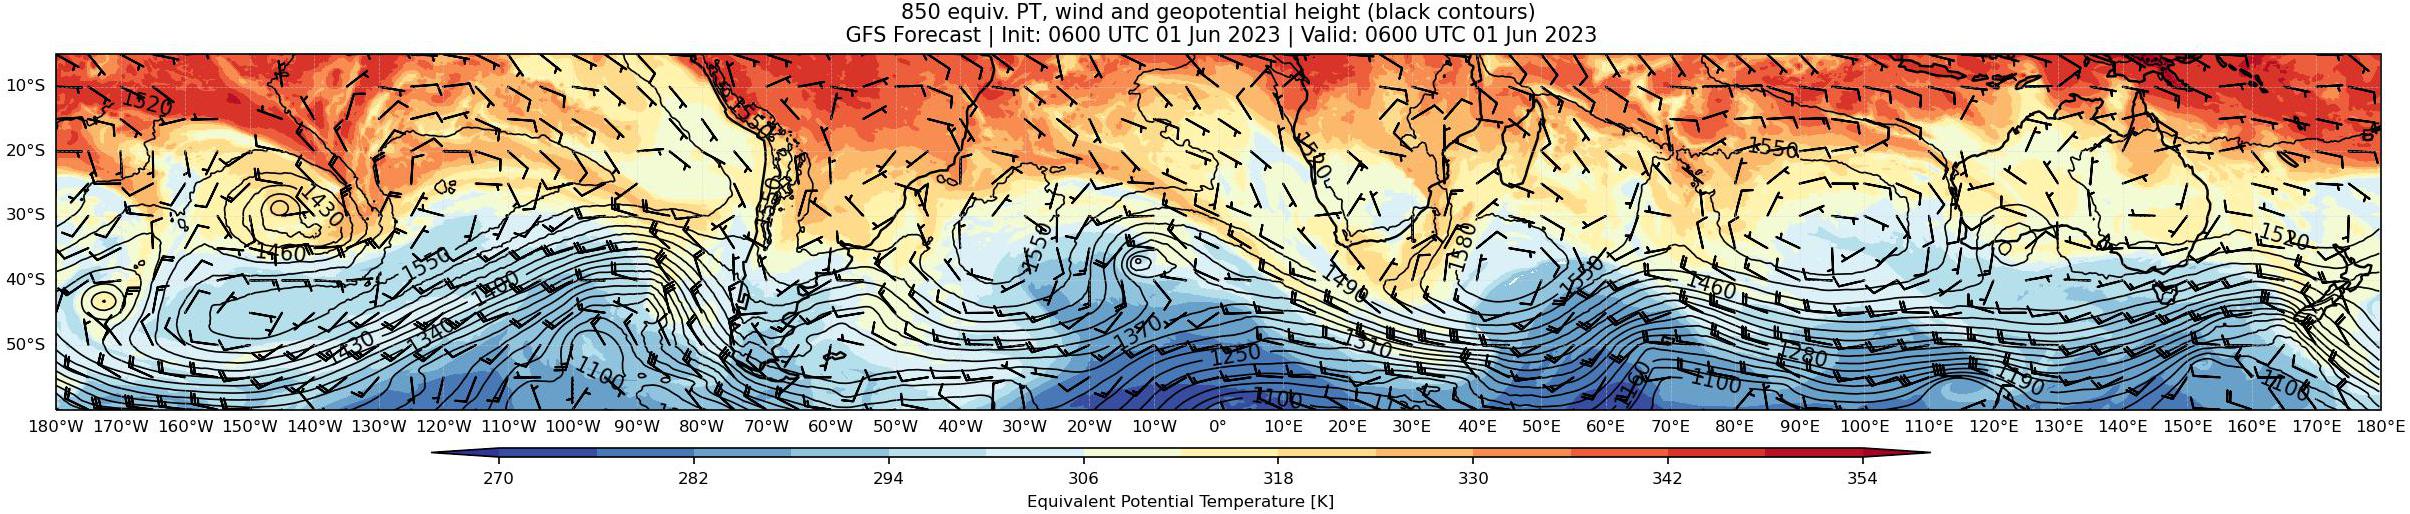 850 equiv. PT, wind and geopotential height (black contours)
GFS Forecast | Init: 0600 UTC 01 Jun 2023 | Valid: 0600 UTC 01 Jun 2023
10°S
20°S
30°S
40°S
50°S
1520
1550
1550
1520
1430
1550
1580
1520
1460
1550
1490
1550
1460
1400
1430
1340
1370
1310
1250
1280
1100
1160
1100
1190
1100
1100
180°W 170°W 160°W 150°W 140°W 130°W 120°W 110°W 100°W 90°W 80°W 70°W 60°W 50°W 40°W 30°W 20°W 10°W 0° 10°E 20°E 30°E 40°E 50°E 60°E 70°E 80°E 90°E 100°E 110°E 120°E 130°E 140°E 150°E 160°E 170°E 180°E
270 282 294 306 318 330 342 354
Equivalent Potential Temperature [K]